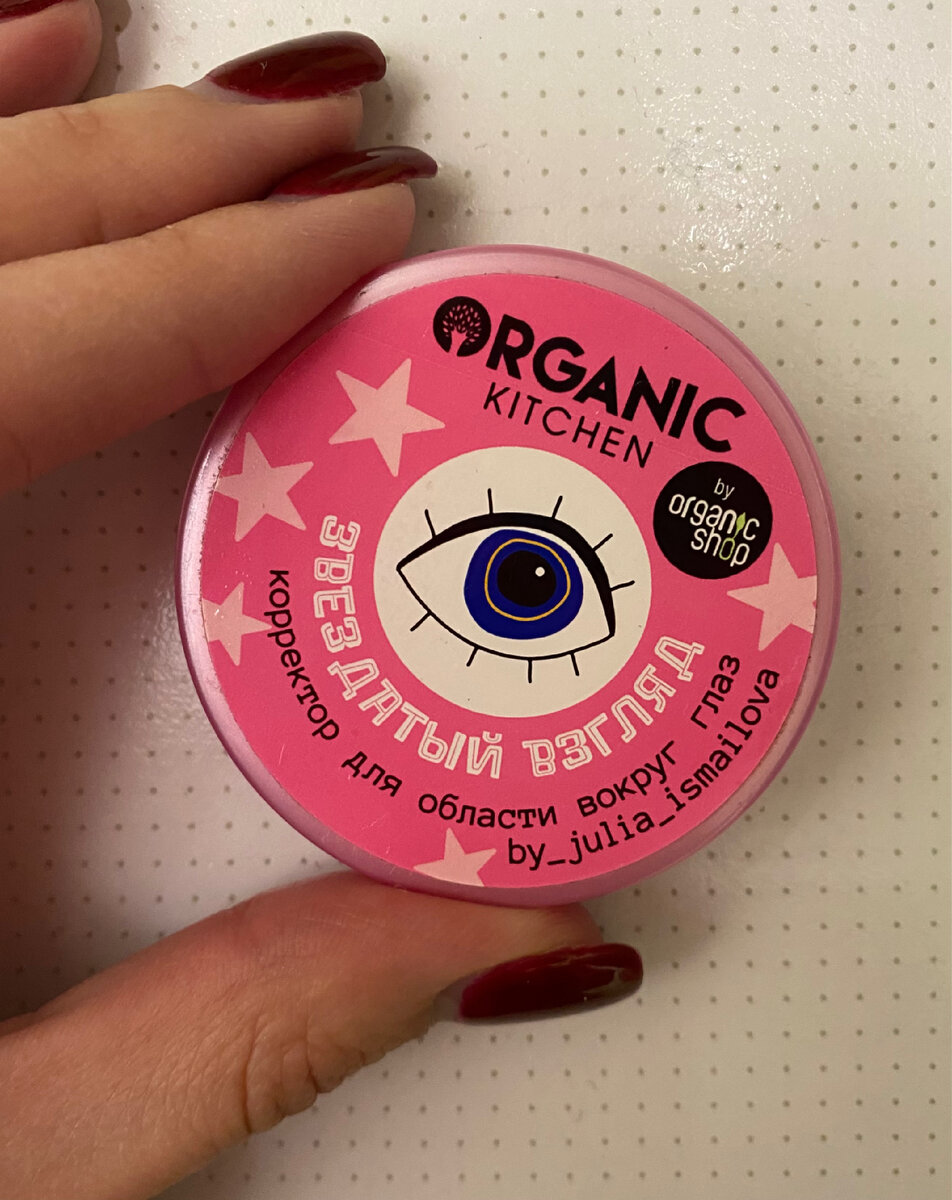 ORGANIC
KITCHEN
by
organic
shop
ЗВЕЗДАТЫЙ ВЗГЛЯД
корректор для области вокруг глаз
by_julia_ismailova